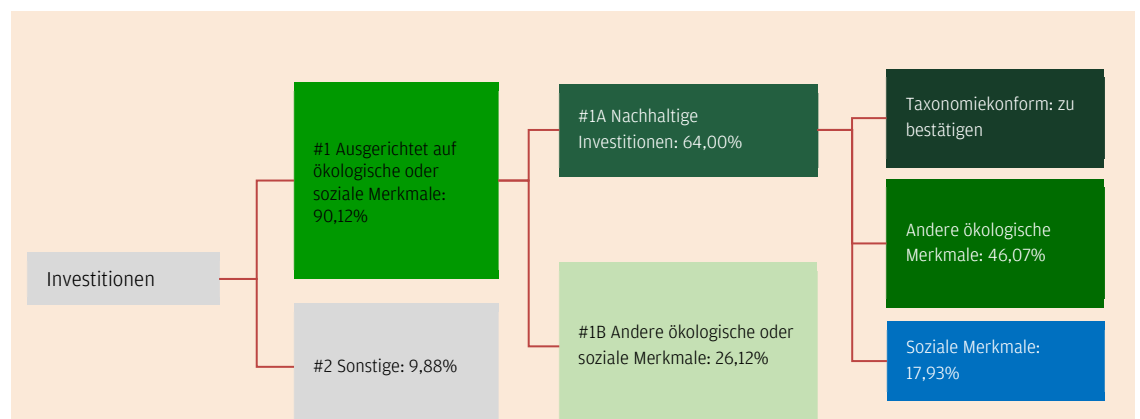 Investitionen
#1 Ausgerichtet auf
ökologische oder
soziale Merkmale:
90,12%
#2 Sonstige: 9,88%
#1A Nachhaltige
Investitionen: 64,00%
#1B Andere ökologische oder
soziale Merkmale: 26,12%
Taxonomiekonform: zu
bestätigen
Andere ökologische
Merkmale: 46,07%
Soziale Merkmale:
17,93%